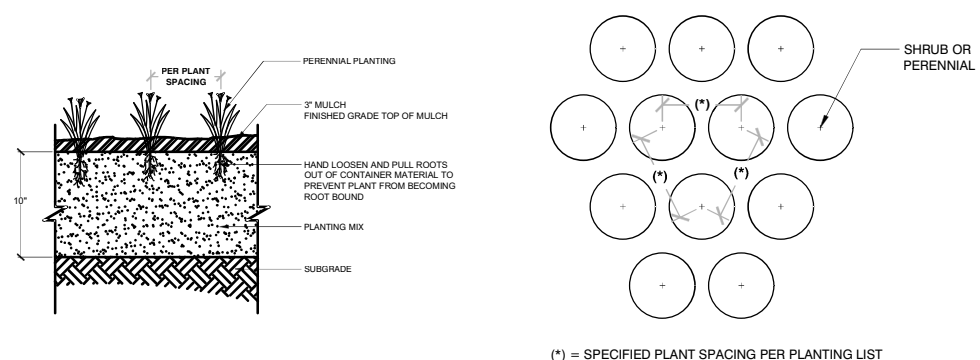 PER PLANT
SPACING
PERENNIAL PLANTING
3" MULCH
FINISHED GRADE TOP OF MULCH
HAND LOOSEN AND PULL ROOTS
OUT OF CONTAINER MATERIAL TO
PREVENT PLANT FROM BECOMING
ROOT BOUND
10"
PLANTING MIX
SUBGRADE
SHRUB OR
PERENNIAL
(*)
(*)
(*)
(*) = SPECIFIED PLANT SPACING PER PLANTING LIST